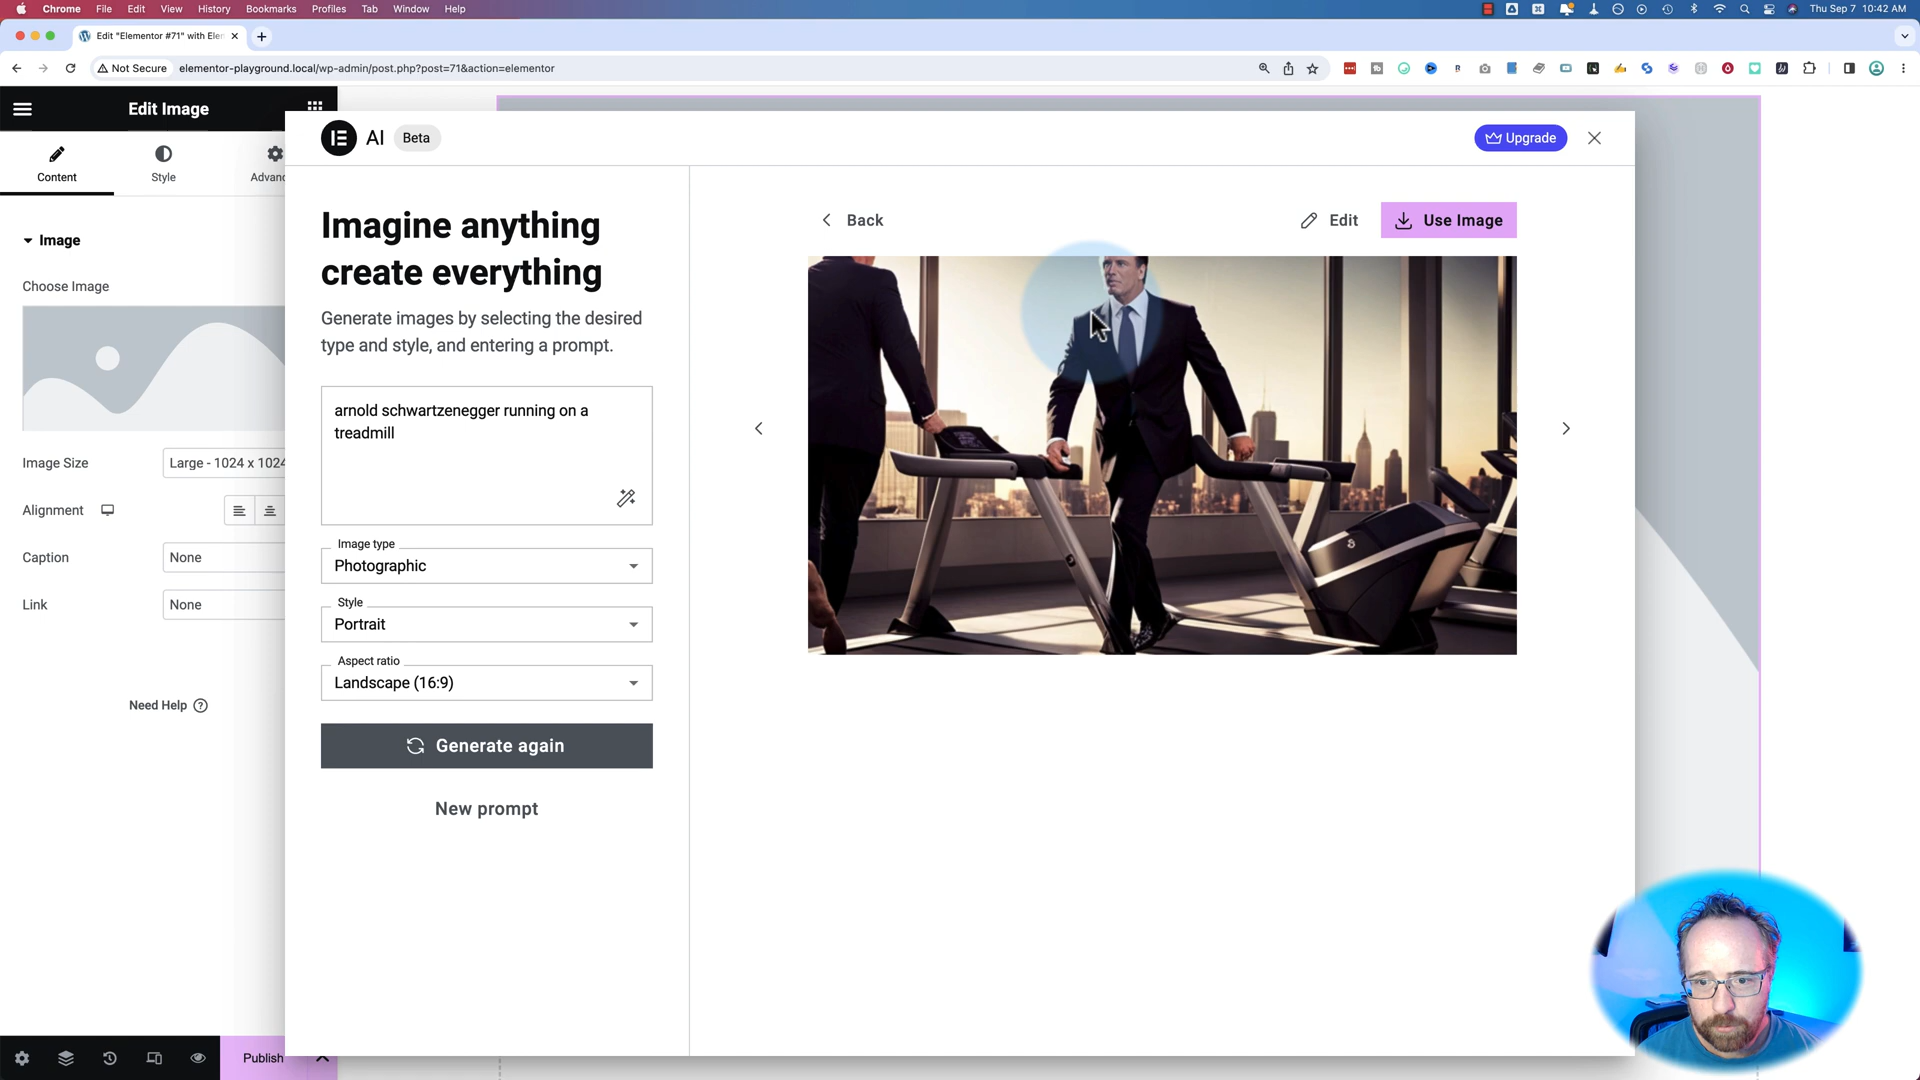 Chrome File Edit View History Bookmarks Profiles Tab Window Help
Thu Sep 7 10:42 AM
Edit "Elementor #71" with Ele
Not Secure elementor-playground.local/wp-admin/post.php?post=71&action=elementor
Edit Image
AI Beta
Upgrade
Content
Style
Advanc
Imagine anything
create everything
Back
Edit
Use Image
Image
Choose Image
Generate images by selecting the desired
type and style, and entering a prompt.
arnold schwartzenegger running on a
treadmill
Image Size
Large - 1024 x 1024
Alignment
Image type
Photographic
Caption
None
Style
Portrait
Link
None
Aspect ratio
Landscape (16:9)
Need Help
Generate again
New prompt
Publish